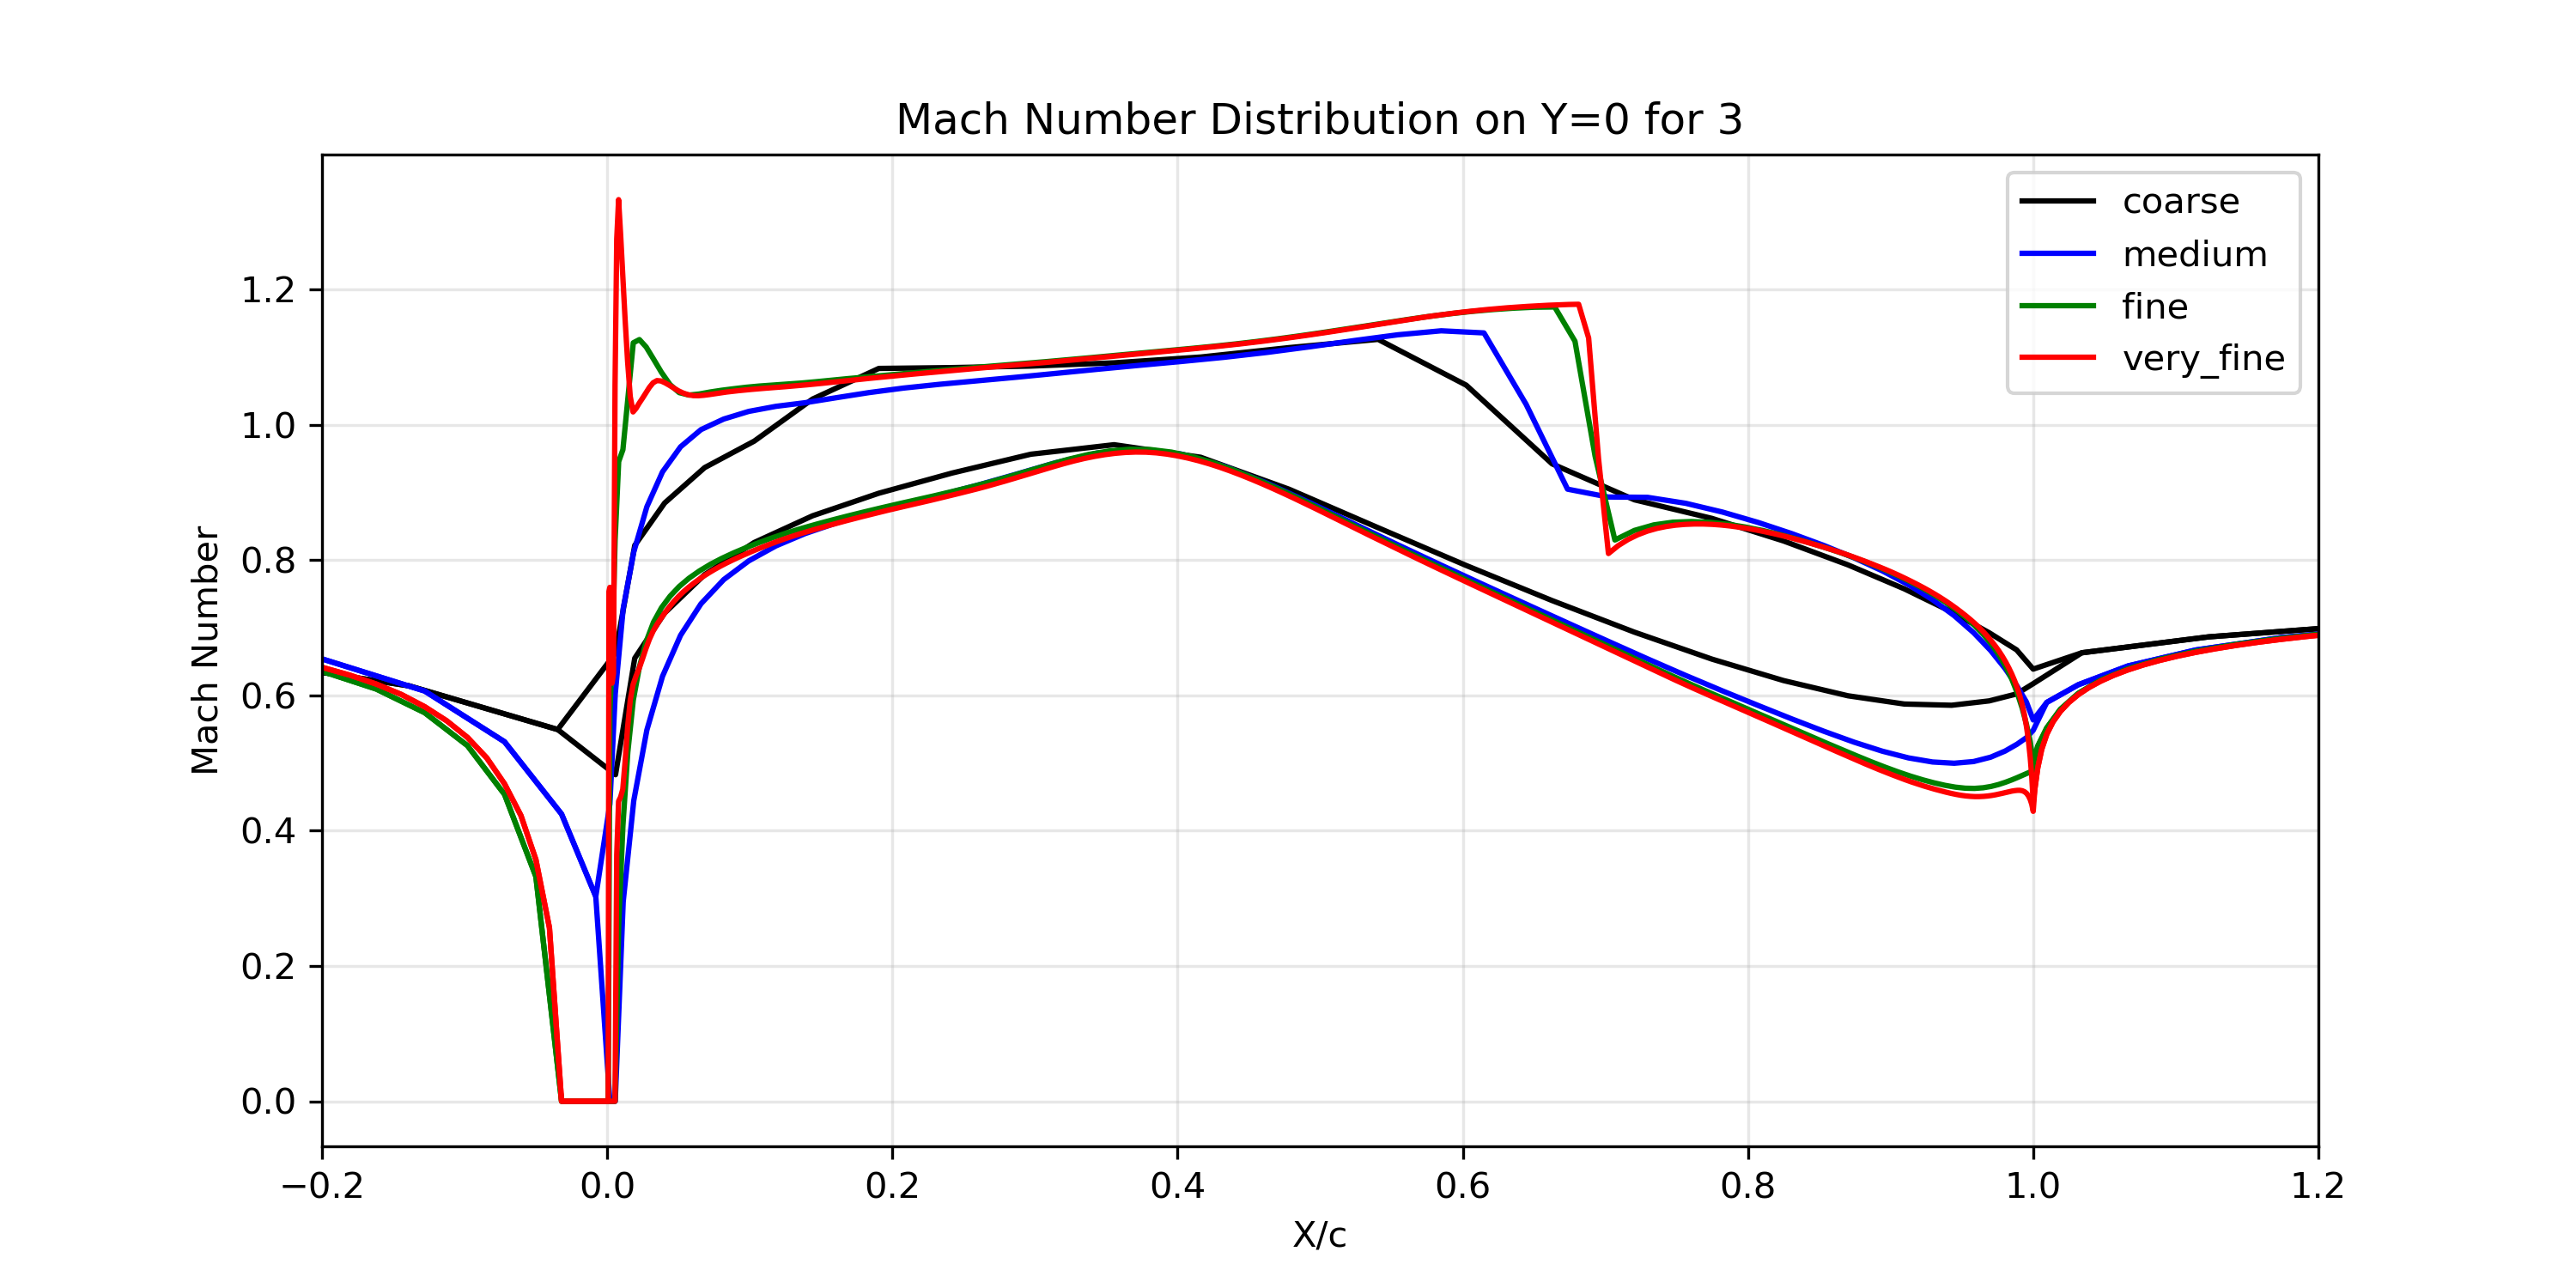 Mach Number Distribution on Y=0 for 3
coarse
medium
fine
very_fine
Mach Number
1.2
1.0
0.8
0.6
0.4
0.2
0.0
−0.2 0.0 0.2 0.4 0.6 0.8 1.0 1.2
X/c